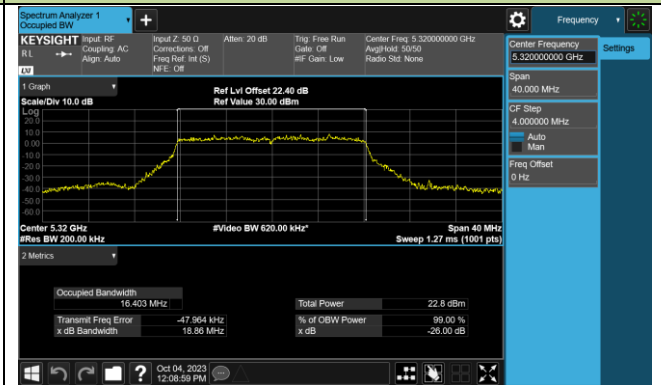 Spectrum Analyzer 1
Occupied BW
+
Frequency
KEYSIGHT
RL
LXI
Input: RF
Coupling: AC
Align: Auto
Input Z: 50 Ω
Corrections: Off
Freq Ref: Int (S)
NFE: Off
Atten: 20 dB
Trig: Free Run
Gate: Off
#IF Gain: Low
Center Freq: 5.320000000 GHz
Avg|Hold: 50/50
Radio Std: None
Center Frequency
5.320000000 GHz
Settings
Span
40.000 MHz
CF Step
4.000000 MHz
Auto
Man
Freq Offset
0 Hz
1 Graph
Scale/Div 10.0 dB
Ref Lvl Offset 22.40 dB
Ref Value 30.00 dBm
Log
20.0
10.0
0.00
-10.0
-20.0
-30.0
-40.0
-50.0
-60.0
Center 5.32 GHz
#Res BW 200.00 kHz
#Video BW 620.00 kHz*
Span 40 MHz
Sweep 1.27 ms (1001 pts)
2 Metrics
Occupied Bandwidth
16.403 MHz
Total Power 22.8 dBm
Transmit Freq Error -47.964 kHz
% of OBW Power 99.00 %
x dB Bandwidth 18.86 MHz
x dB -26.00 dB
?
Oct 04, 2023
12:08:59 PM